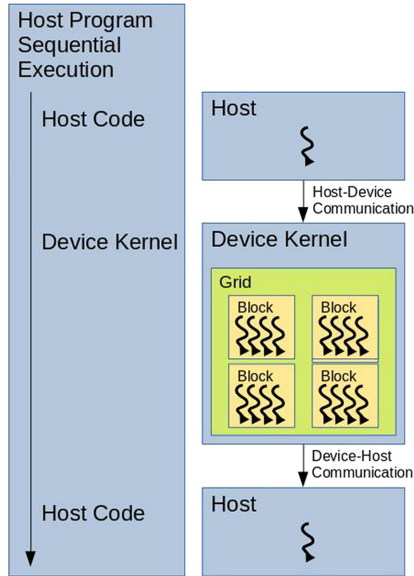 Host Program
Sequential
Execution
Host Code
Device Kernel
Host Code
Host
Host-Device
Communication
Device Kernel
Grid
Block
Block
Block
Block
Device-Host
Communication
Host